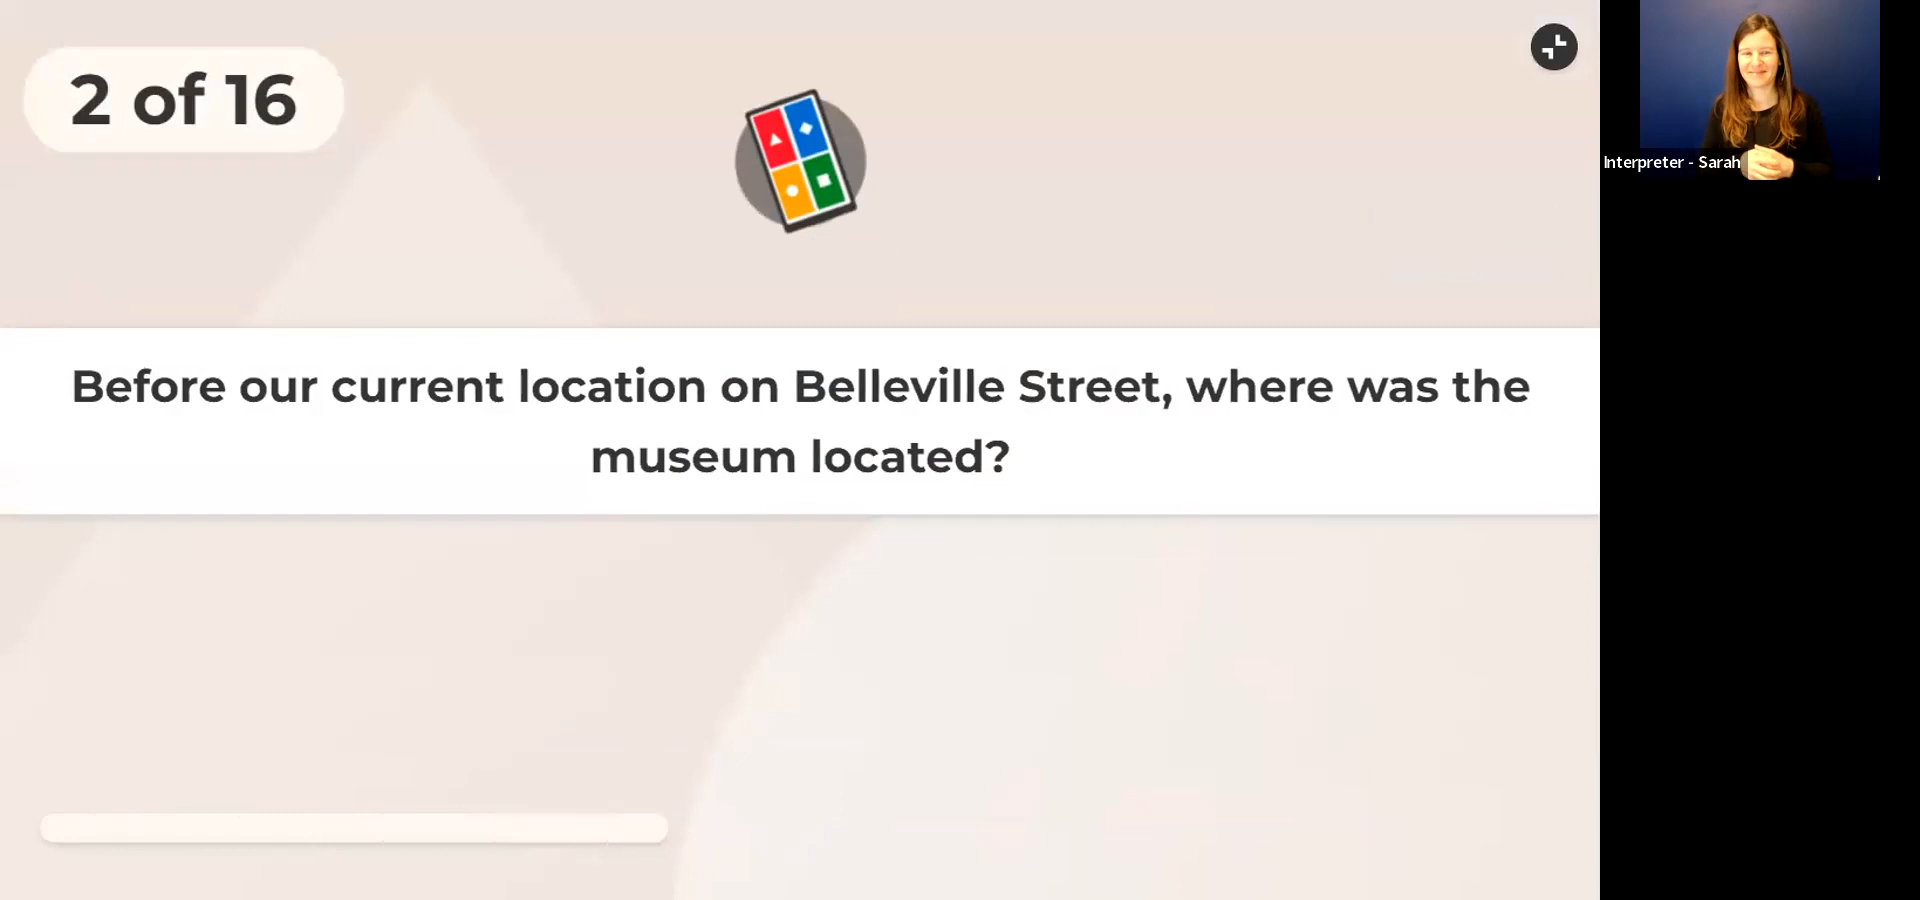 2 of 16
Before our current location on Belleville Street, where was the
museum located?
Interpreter - Sarah